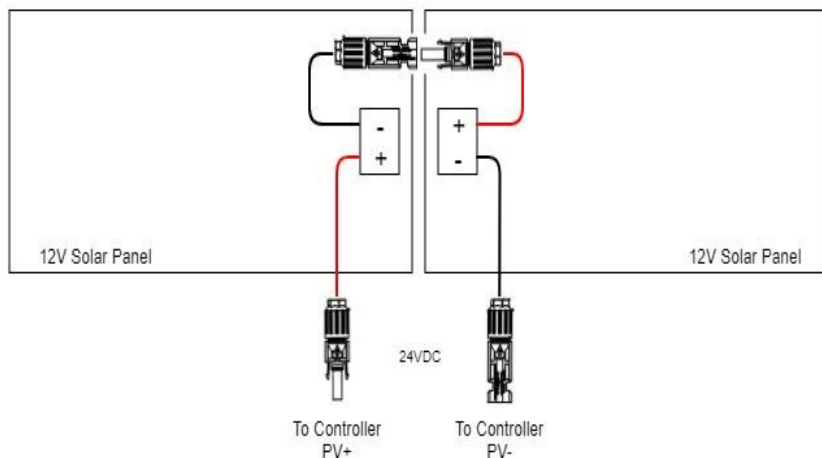 -
+
+
-
12V Solar Panel
12V Solar Panel
24VDC
To Controller
PV+
To Controller
PV-